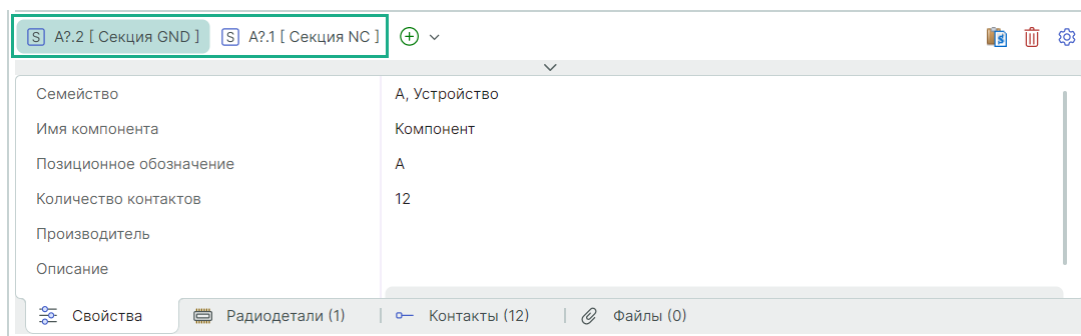 S A?.2 [ Секция GND ] S A?.1 [ Секция NC ]
Семейство A, Устройство
Имя компонента Компонент
Позиционное обозначение A
Количество контактов 12
Производитель
Описание
Свойства Радиодетали (1) Контакты (12) Файлы (0)